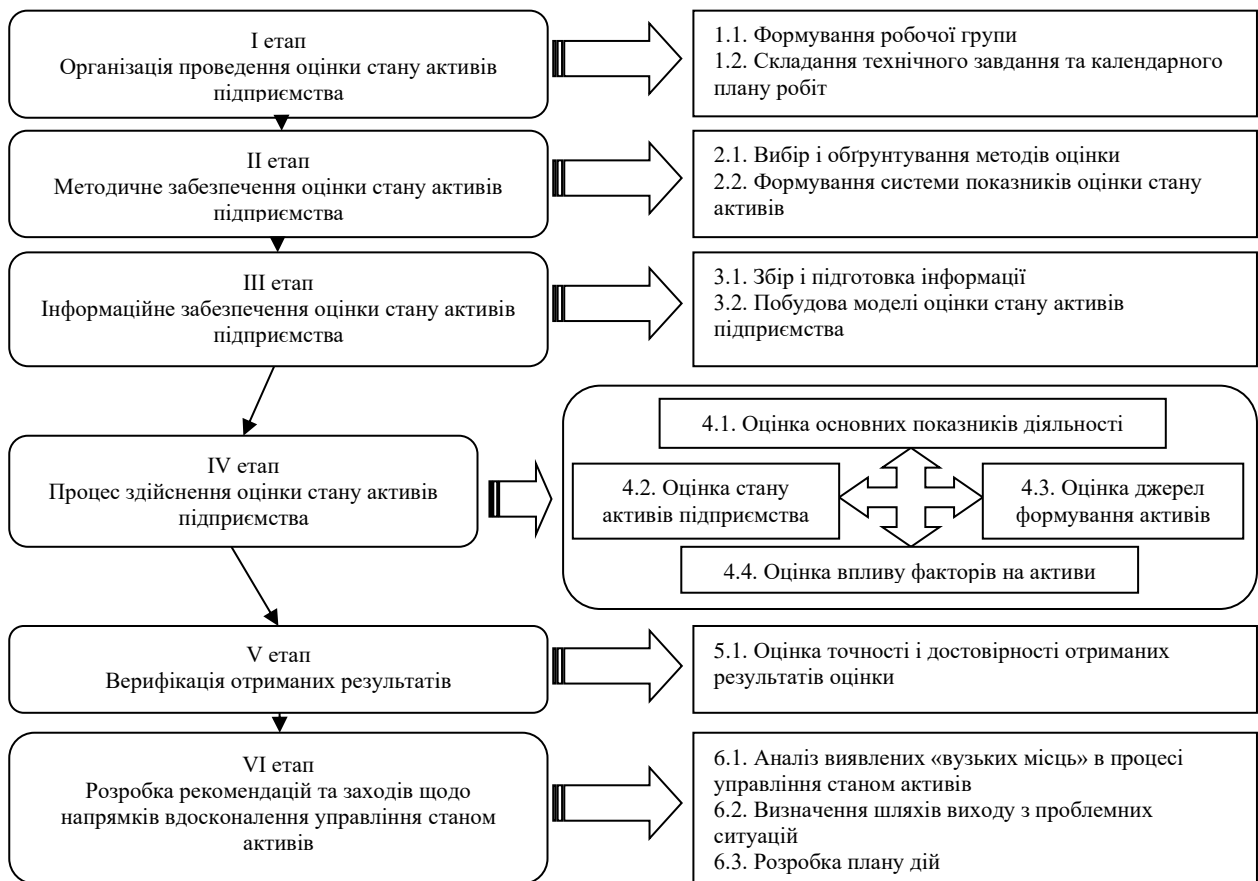 І етап
Організація проведення оцінки стану активів
підприємства
1.1. Формування робочої групи
1.2. Складання технічного завдання та календарного
плану робіт
ІІ етап
Методичне забезпечення оцінки стану активів
підприємства
2.1. Вибір і обґрунтування методів оцінки
2.2. Формування системи показників оцінки стану
активів
ІІІ етап
Інформаційне забезпечення оцінки стану активів
підприємства
3.1. Збір і підготовка інформації
3.2. Побудова моделі оцінки стану активів
підприємства
IV етап
Процес здійснення оцінки стану активів
підприємства
4.1. Оцінка основних показників діяльності
4.2. Оцінка стану
активів підприємства
4.3. Оцінка джерел
формування активів
4.4. Оцінка впливу факторів на активи
V етап
Верифікація отриманих результатів
5.1. Оцінка точності і достовірності отриманих
результатів оцінки
VI етап
Розробка рекомендацій та заходів щодо
напрямків вдосконалення управління станом
активів
6.1. Аналіз виявлених «вузьких місць» в процесі
управління станом активів
6.2. Визначення шляхів виходу з проблемних
ситуацій
6.3. Розробка плану дій